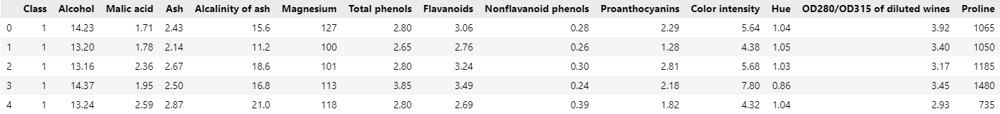 Class Alcohol Malic acid Ash Alcalinity of ash Magnesium Total phenols Flavanoids Nonflavanoid phenols Proanthocyanins Color intensity Hue OD280/OD315 of diluted wines Proline
0 1 14.23 1.71 2.43 15.6 127 2.80 3.06 0.28 2.29 5.64 1.04 3.92 1065
1 1 13.20 1.78 2.14 11.2 100 2.65 2.76 0.26 1.28 4.38 1.05 3.40 1050
2 1 13.16 2.36 2.67 18.6 101 2.80 3.24 0.30 2.81 5.68 1.03 3.17 1185
3 1 14.37 1.95 2.50 16.8 113 3.85 3.49 0.24 2.18 7.80 0.86 3.45 1480
4 1 13.24 2.59 2.87 21.0 118 2.80 2.69 0.39 1.82 4.32 1.04 2.93 735